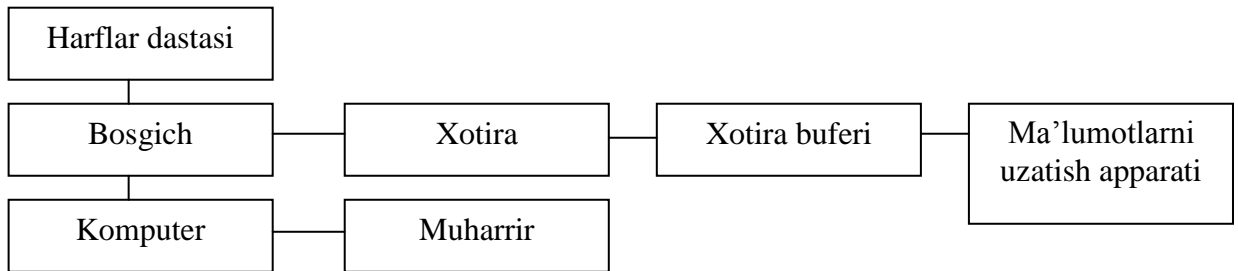 Harflar dastasi
Bosgich
Xotira
Xotira buferi
Ma’lumotlarni
uzatish apparati
Komputer
Muharrir